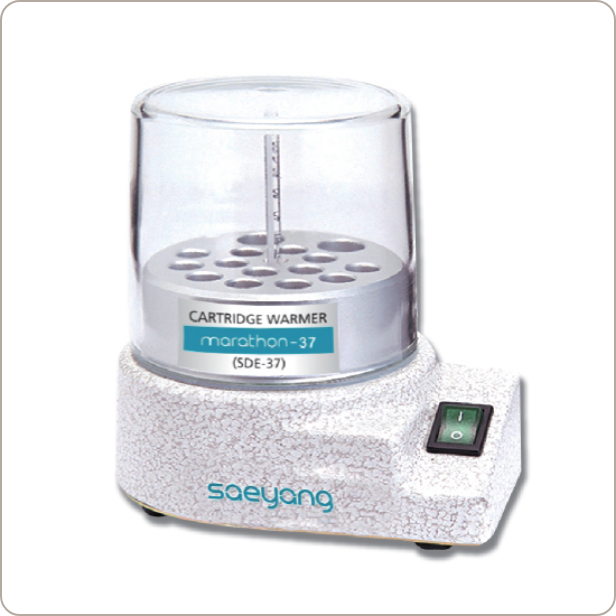 CARTRIDGE WARMER
marathon-37
(SDE-37)
I
O
saeyang